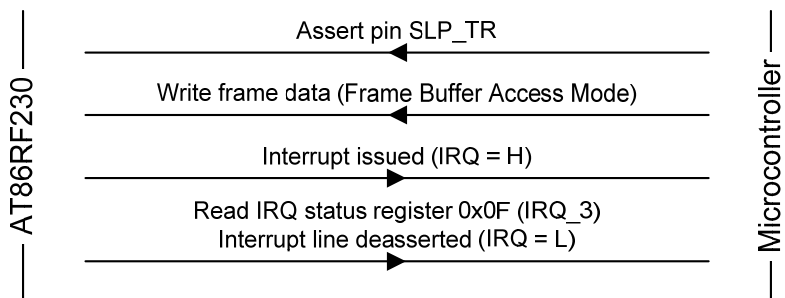 Assert pin SLP_TR
Write frame data (Frame Buffer Access Mode)
Interrupt issued (IRQ = H)
Read IRQ status register 0x0F (IRQ_3)
Interrupt line deasserted (IRQ = L)
AT86RF230
Microcontroller